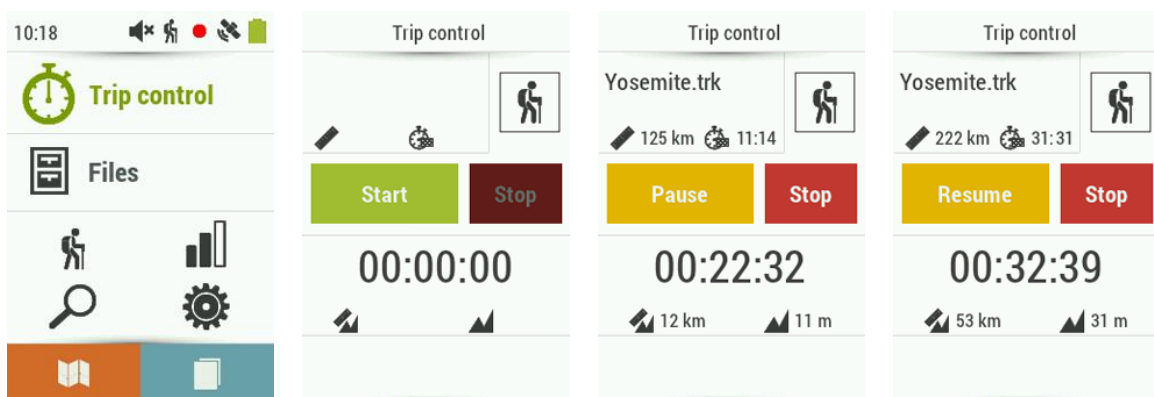 10:18
Trip control
Files
Trip control
Start
Stop
00:00:00
Trip control
Yosemite.trk
125 km 11:14
Pause
Stop
00:22:32
12 km 11 m
Trip control
Yosemite.trk
222 km 31:31
Resume
Stop
00:32:39
53 km 31 m